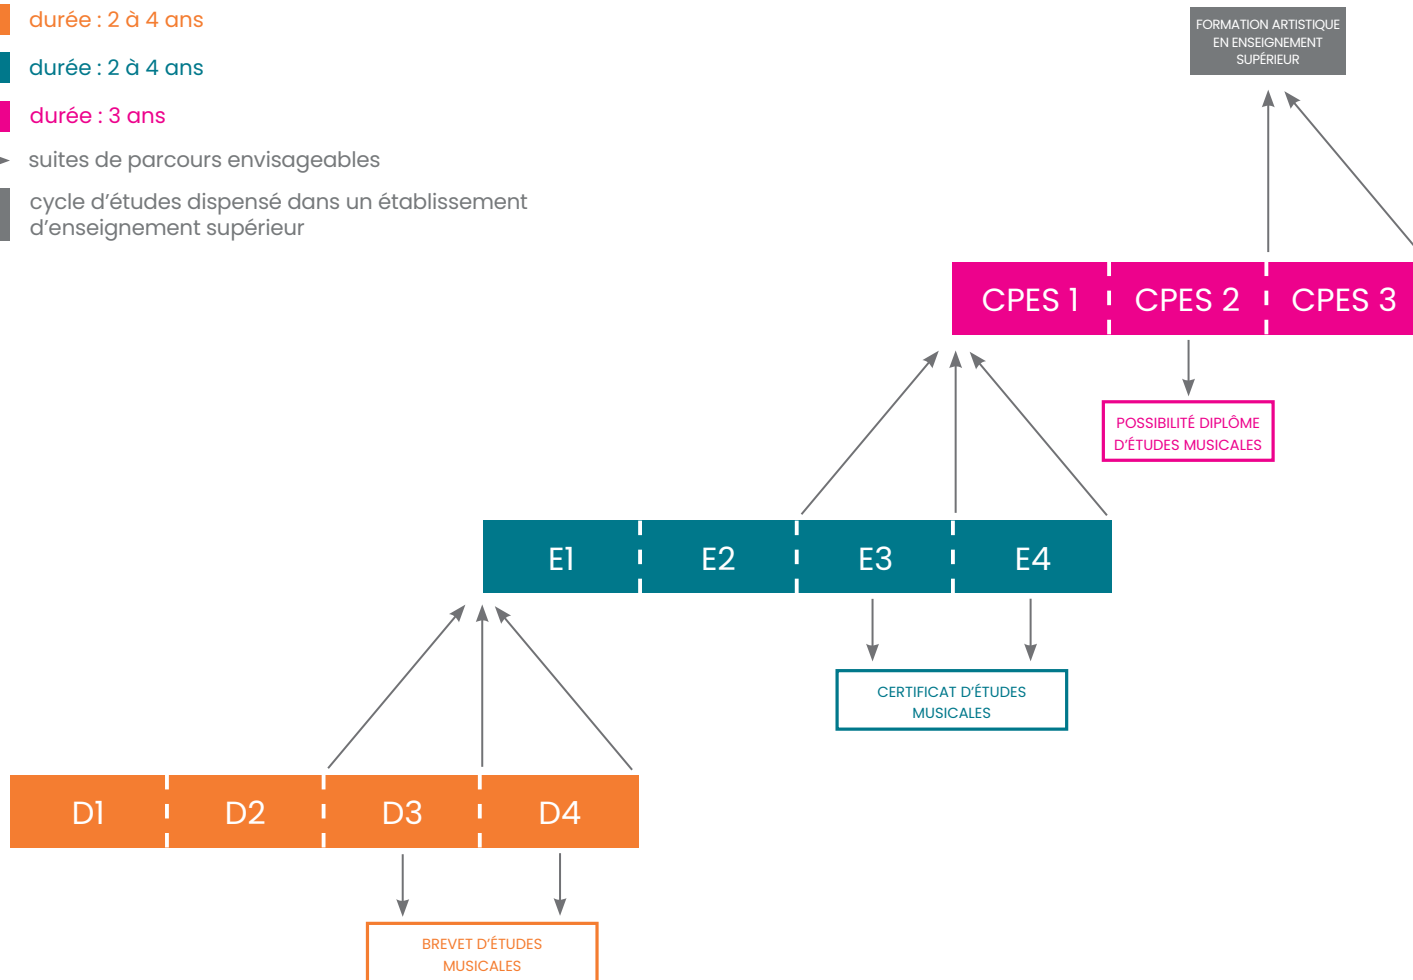 durée : 2 à 4 ans
durée : 2 à 4 ans
durée : 3 ans
suites de parcours envisageables
cycle d’études dispensé dans un établissement
d’enseignement supérieur
FORMATION ARTISTIQUE
EN ENSEIGNEMENT
SUPÉRIEUR
CPES 1
CPES 2
CPES 3
POSSIBILITÉ DIPLÔME
D’ÉTUDES MUSICALES
E1
E2
E3
E4
CERTIFICAT D’ÉTUDES
MUSICALES
D1
D2
D3
D4
BREVET D’ÉTUDES
MUSICALES